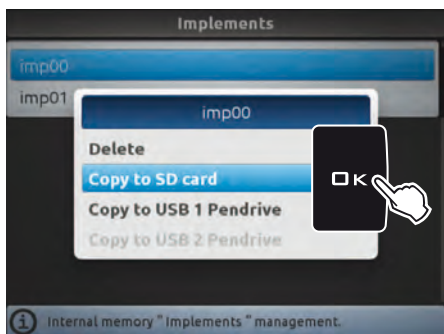 Implements
imp00
imp01
imp00
Delete
Copy to SD card
OK
Copy to USB 1 Pendrive
Copy to USB 2 Pendrive
Internal memory " Implements " management.